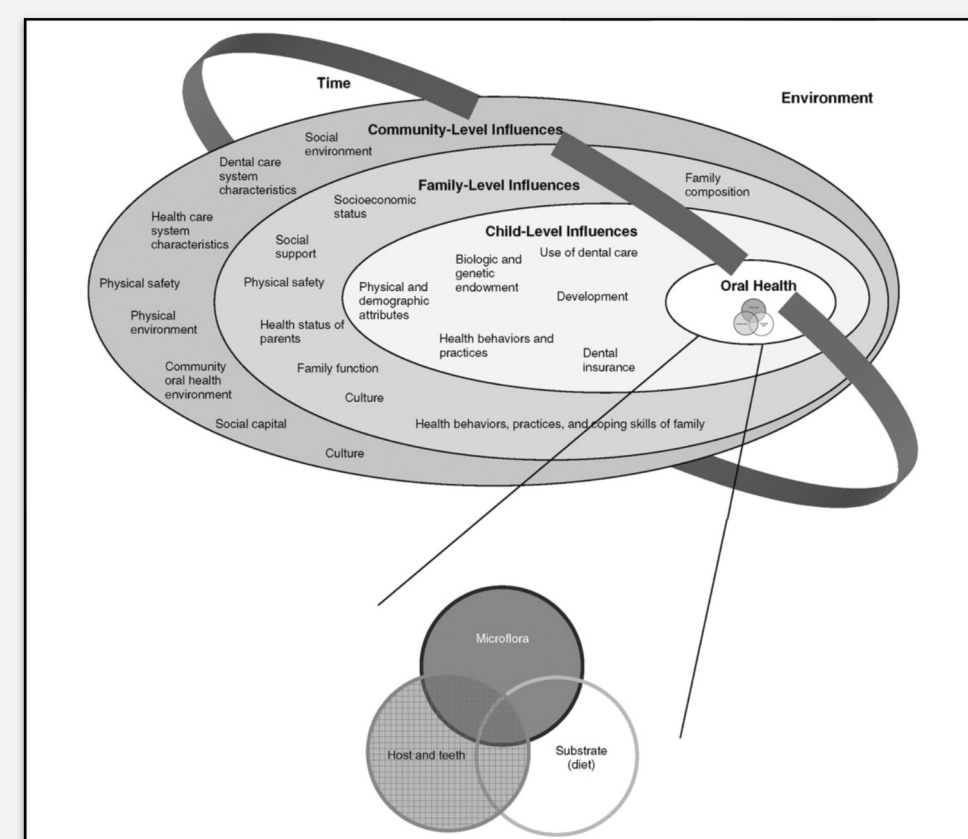 Time
Environment
Community-Level Influences
Social
environment
Dental care
system
characteristics
Health care
system
characteristics
Physical safety
Physical
environment
Community
oral health
environment
Social capital
Culture
Family-Level Influences
Family
composition
Socioeconomic
status
Social
support
Physical safety
Health status of
parents
Family function
Culture
Health behaviors, practices, and coping skills of family
Child-Level Influences
Use of dental care
Biologic and
genetic
endowment
Physical and
demographic
attributes
Development
Health behaviors and
practices
Dental
insurance
Oral Health
Microflora
Host and teeth
Substrate
(diet)